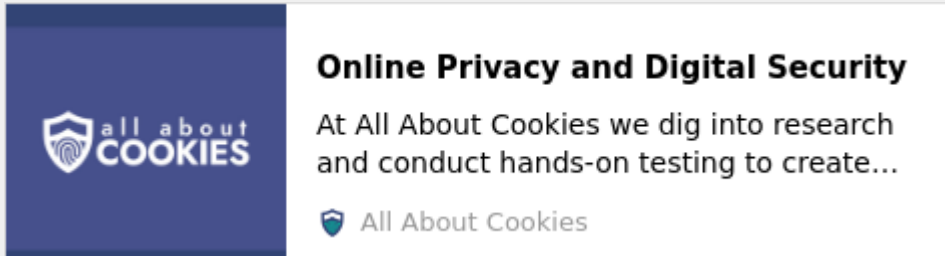 all about
COOKIES
Online Privacy and Digital Security
At All About Cookies we dig into research
and conduct hands-on testing to create...
All About Cookies